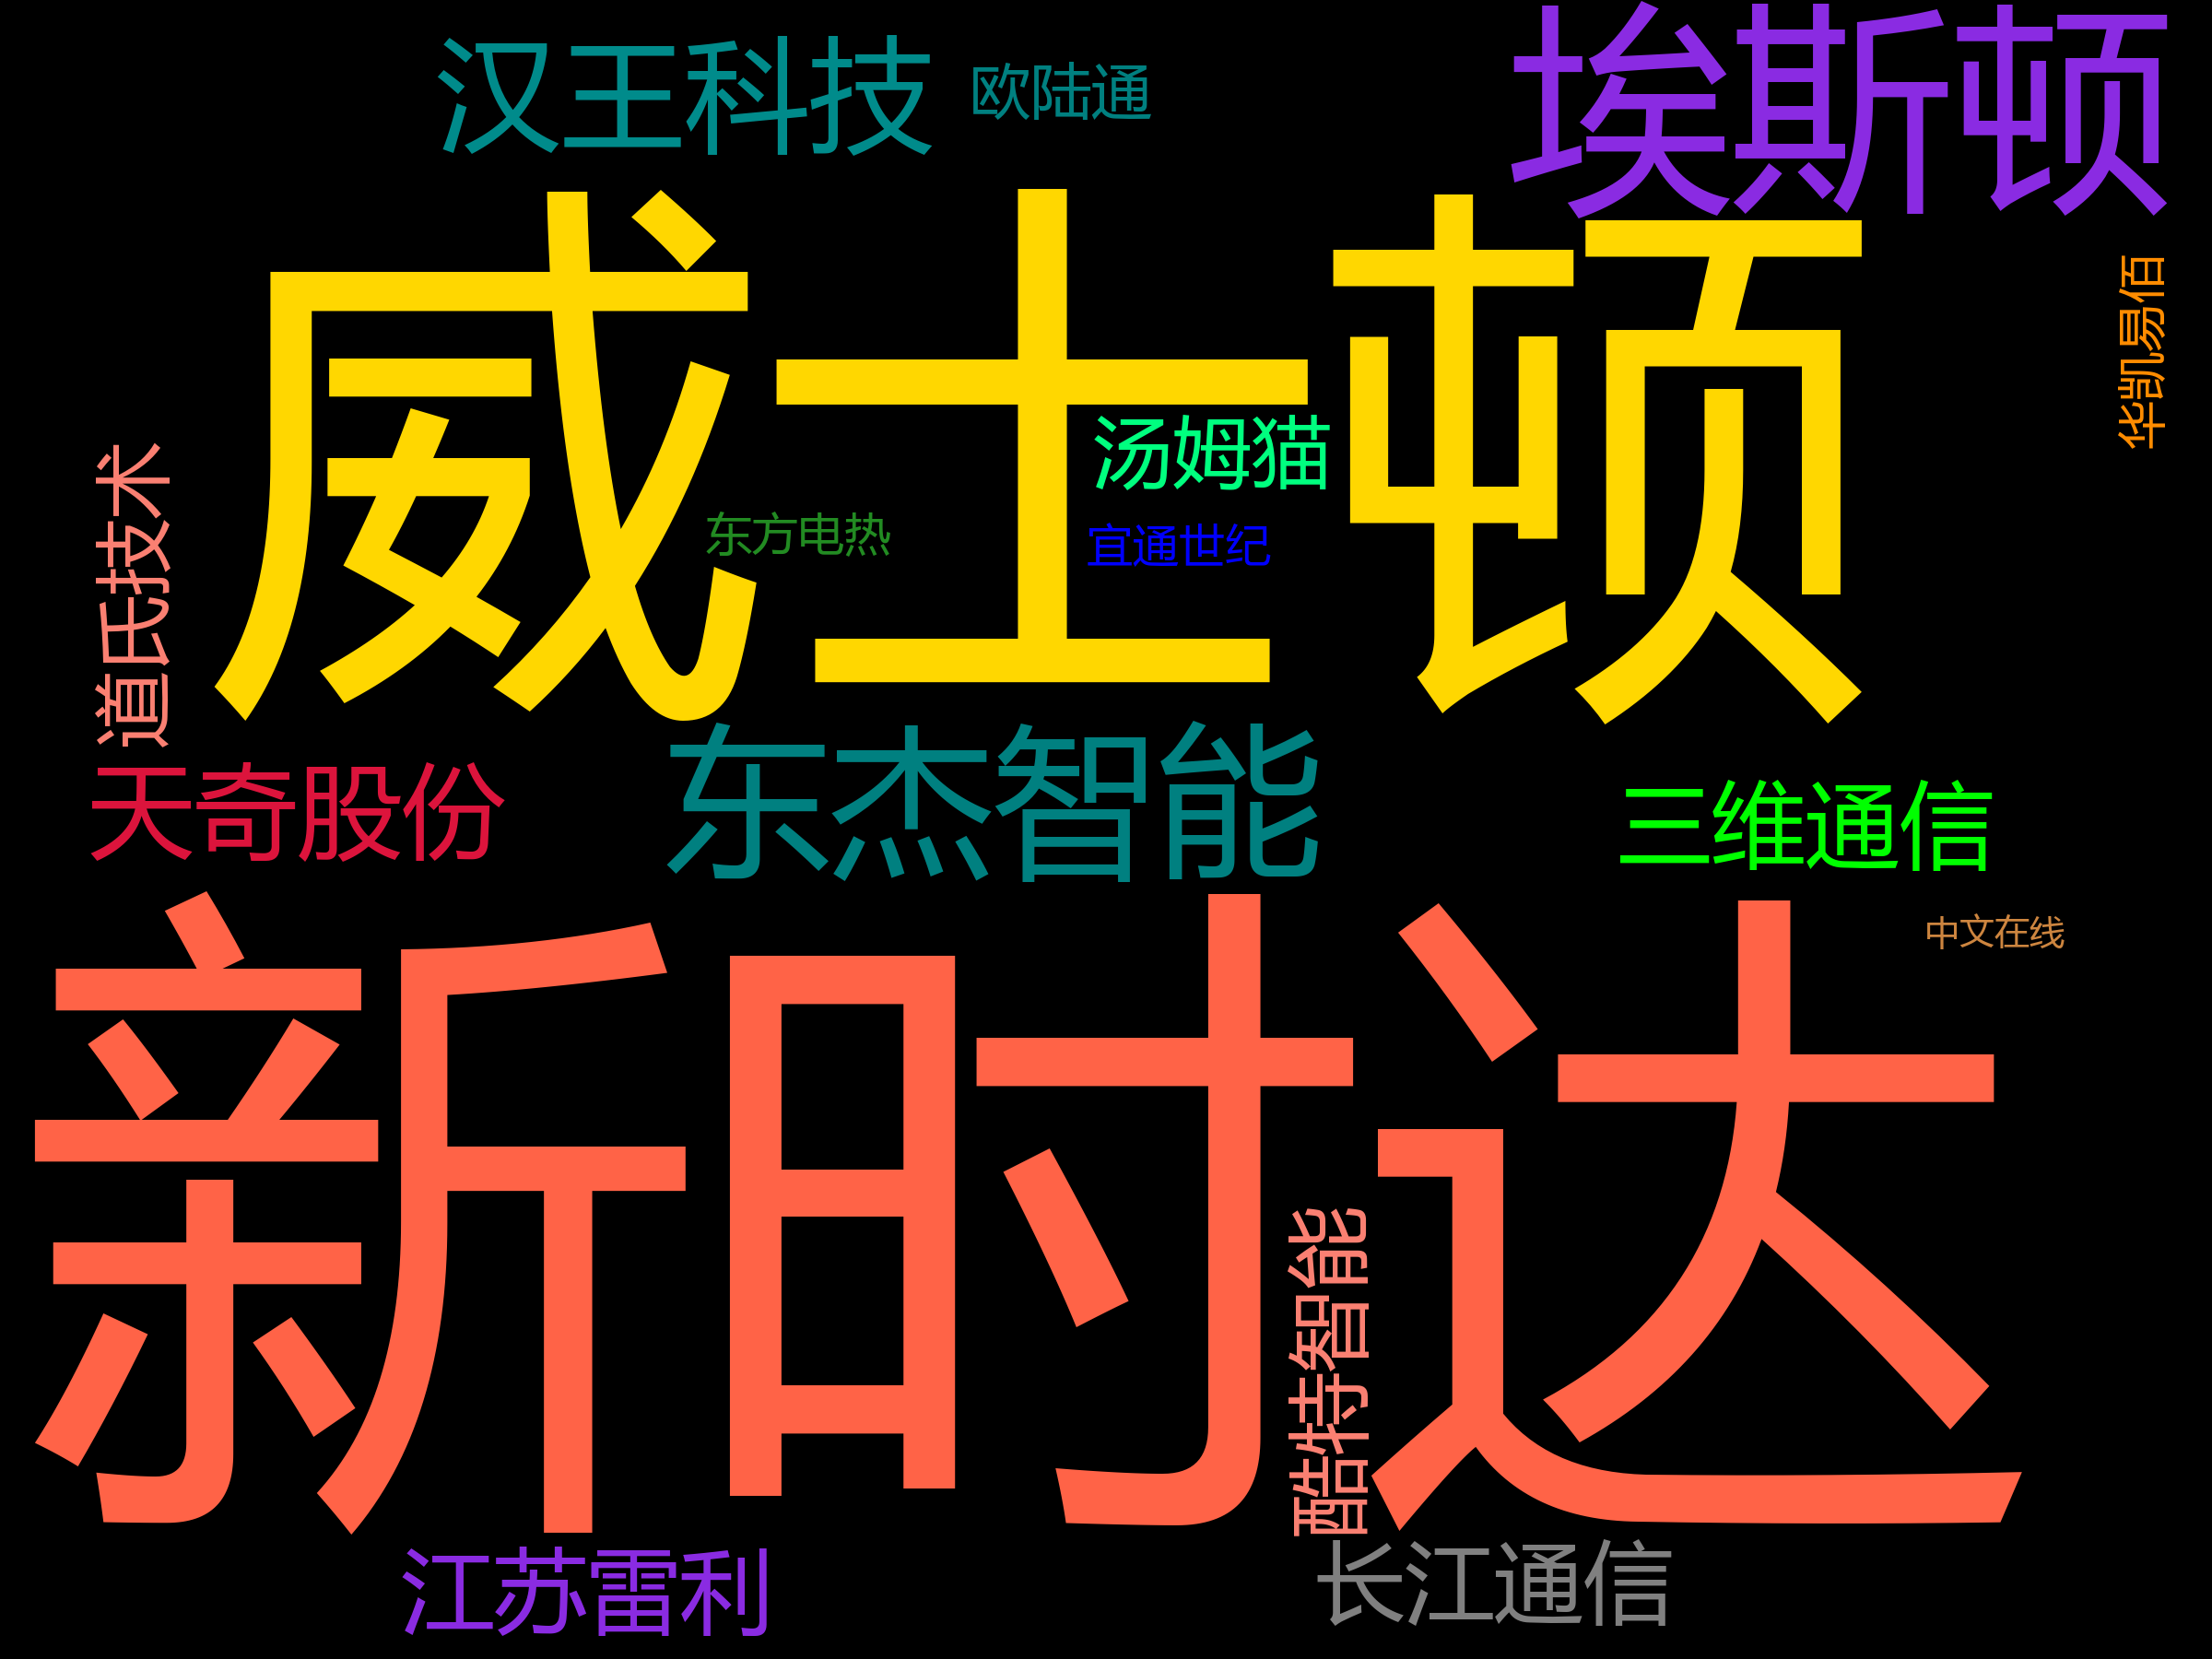 汉王科技
欧陆通
埃斯顿
威士顿
华凯易佰
汤姆猫
东方电热
宜通世纪
道氏技术
天奇股份
东杰智能
三维通信
中文在线
新时达
酷特智能
江苏雷利
长江通信